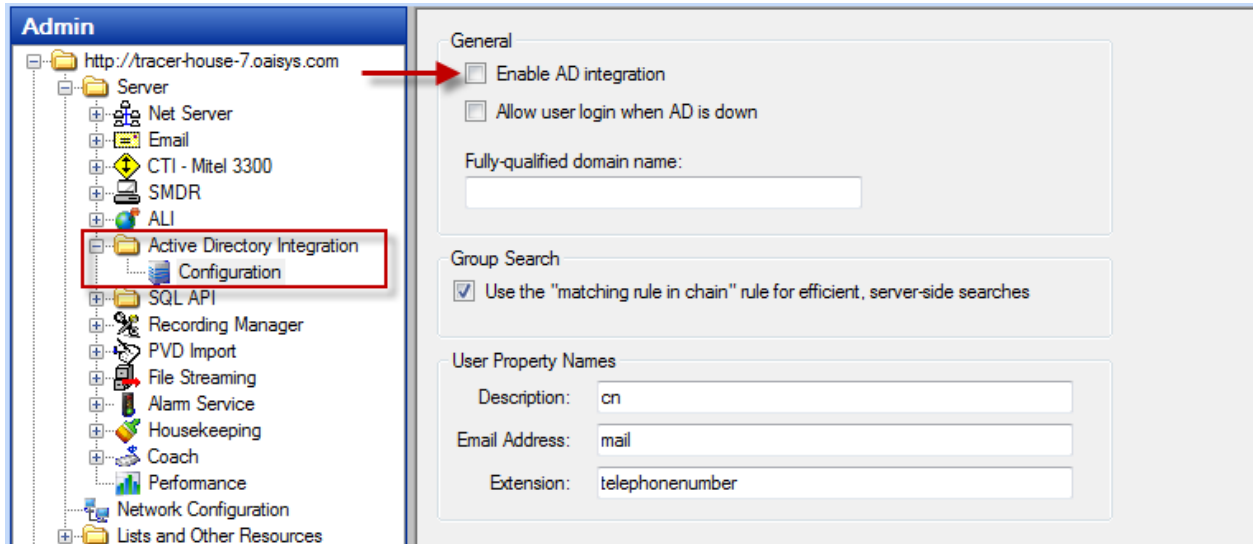 Admin
http://tracer-house-7.oaisys.com
Server
Net Server
Email
CTI - Mitel 3300
SMDR
ALI
Active Directory Integration
Configuration
SQL API
Recording Manager
PVD Import
File Streaming
Alarm Service
Housekeeping
Coach
Performance
Network Configuration
Lists and Other Resources
General
Enable AD integration
Allow user login when AD is down
Fully-qualified domain name:
Group Search
Use the "matching rule in chain" rule for efficient, server-side searches
User Property Names
Description: cn
Email Address: mail
Extension: telephonenumber